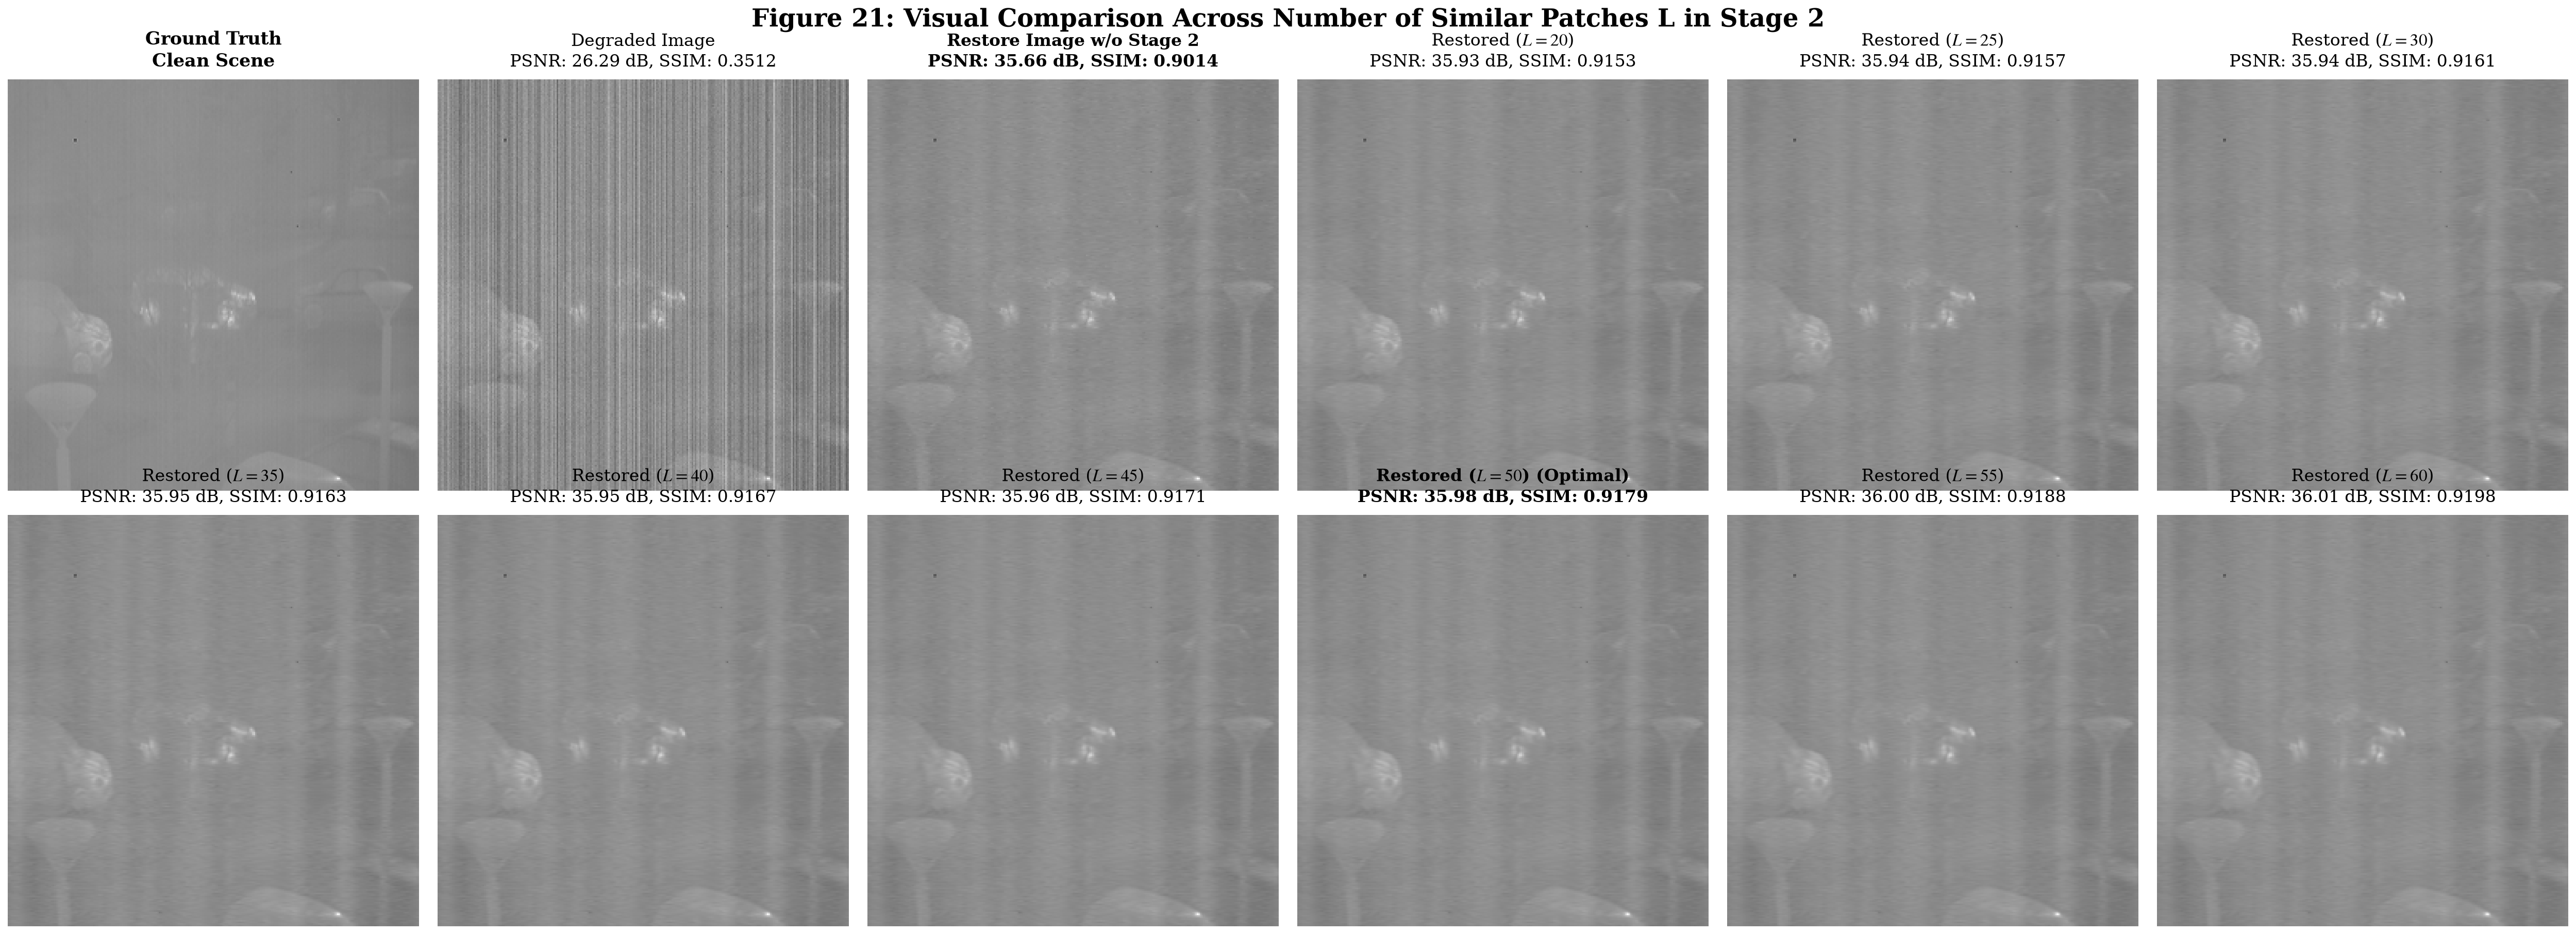 Figure 21: Visual Comparison Across Number of Similar Patches L in Stage 2
Ground Truth
Clean Scene
Degraded Image
PSNR: 26.29 dB, SSIM: 0.3512
Restore Image w/o Stage 2
PSNR: 35.66 dB, SSIM: 0.9014
Restored (L=20)
PSNR: 35.93 dB, SSIM: 0.9153
Restored (L=25)
PSNR: 35.94 dB, SSIM: 0.9157
Restored (L=30)
PSNR: 35.94 dB, SSIM: 0.9161
Restored (L=35)
PSNR: 35.95 dB, SSIM: 0.9163
Restored (L=40)
PSNR: 35.95 dB, SSIM: 0.9167
Restored (L=45)
PSNR: 35.96 dB, SSIM: 0.9171
Restored (L=50) (Optimal)
PSNR: 35.98 dB, SSIM: 0.9179
Restored (L=55)
PSNR: 36.00 dB, SSIM: 0.9188
Restored (L=60)
PSNR: 36.01 dB, SSIM: 0.9198